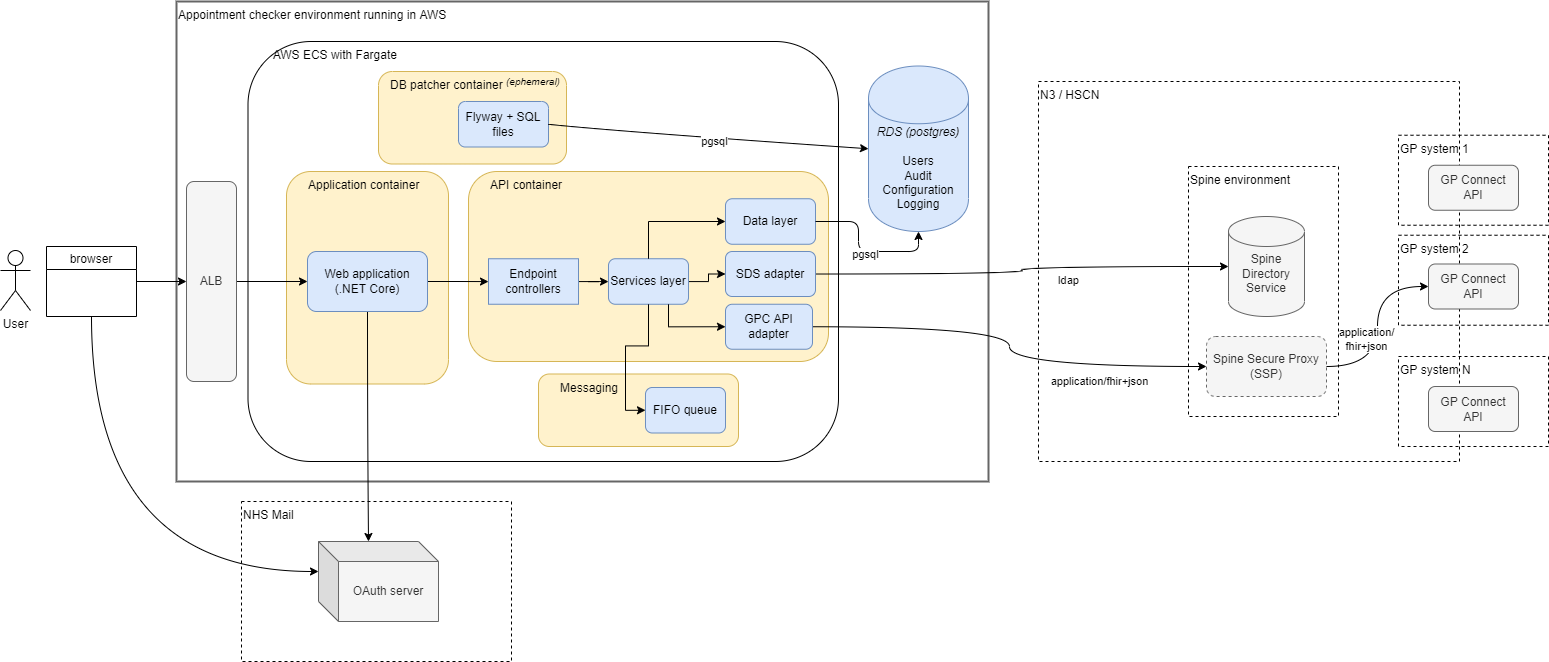 Appointment checker environment running in AWS
AWS ECS with Fargate
DB patcher container (ephemeral)
Flyway + SQL
files
pgsql
RDS (postgres)
Users
Audit
Configuration
Logging
Application container
API container
Web application
(.NET Core)
Endpoint
controllers
Services layer
Data layer
pgsql
SDS adapter
GPC API
adapter
Messaging
FIFO queue
ALB
browser
User
NHS Mail
OAuth server
ldap
application/fhir+json
N3 / HSCN
Spine environment
Spine
Directory
Service
Spine Secure Proxy
(SSP)
application/
fhir+json
GP system 1
GP Connect
API
GP system 2
GP Connect
API
GP system N
GP Connect
API